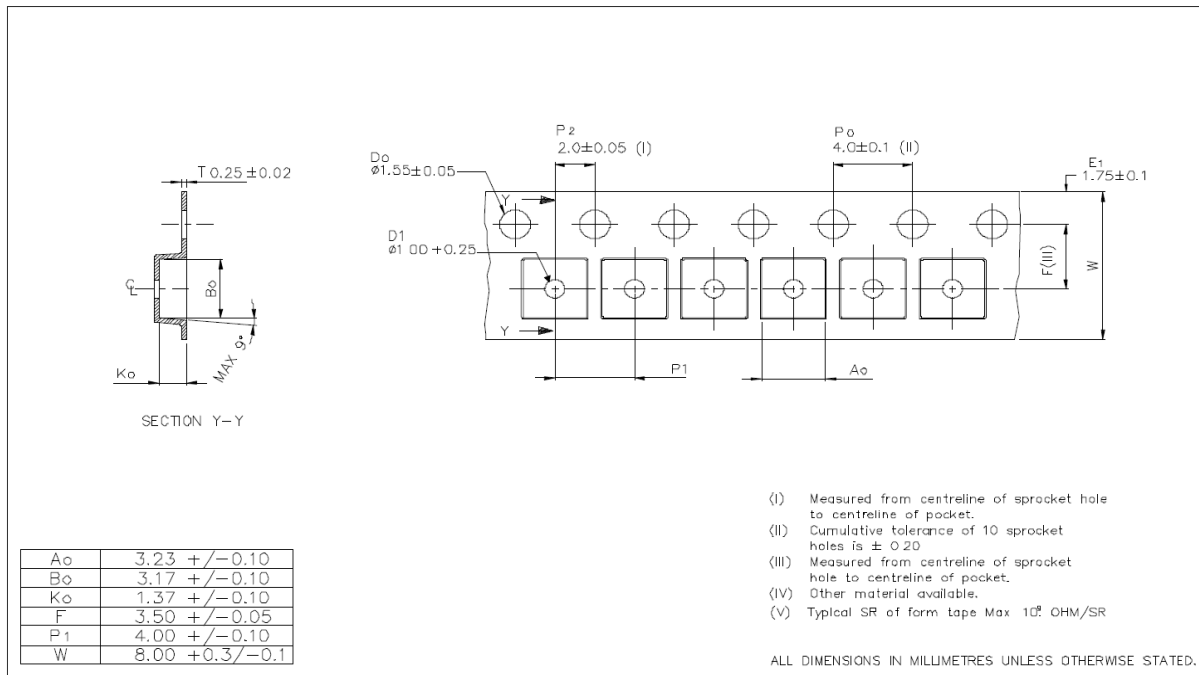 P2
2.0±0.05 (I)
Po
4.0±0.1 (II)
Do
ø1.55±0.05
E1
1.75±0.1
T 0.25±0.02
Y
D1
ø1.00 +0.25
F(III)
W
Bo
Y
MAX 9°
Ko
P1
Ao
SECTION Y-Y
(I) Measured from centreline of sprocket hole
to centreline of pocket.
(II) Cumulative tolerance of 10 sprocket
holes is ± 0.20
(III) Measured from centreline of sprocket
hole to centreline of pocket.
(IV) Other material available.
(V) Typical SR of form tape Max 10⁹ OHM/SR
Ao 3.23 +/-0.10
Bo 3.17 +/-0.10
Ko 1.37 +/-0.10
F 3.50 +/-0.05
P1 4.00 +/-0.10
W 8.00 +0.3/-0.1
ALL DIMENSIONS IN MILLIMETRES UNLESS OTHERWISE STATED.